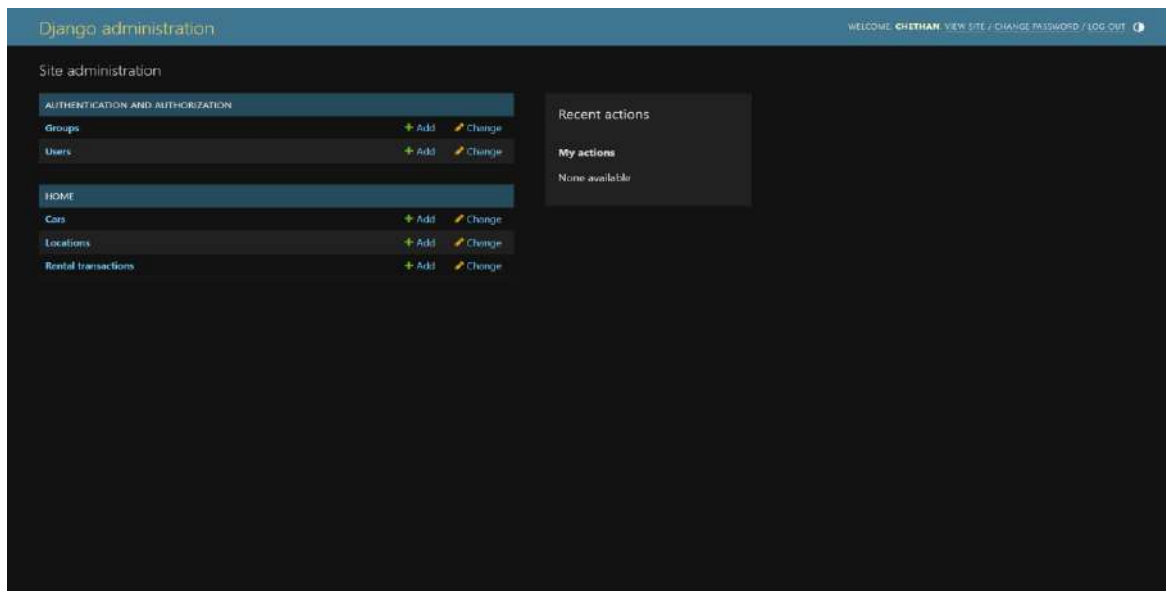 Django administration
WELCOME, CHETHAN. VIEW SITE / CHANGE PASSWORD / LOG OUT
Site administration
AUTHENTICATION AND AUTHORIZATION
Groups + Add Change
Users + Add Change
HOME
Cars + Add Change
Locations + Add Change
Rental transactions + Add Change
Recent actions
My actions
None available